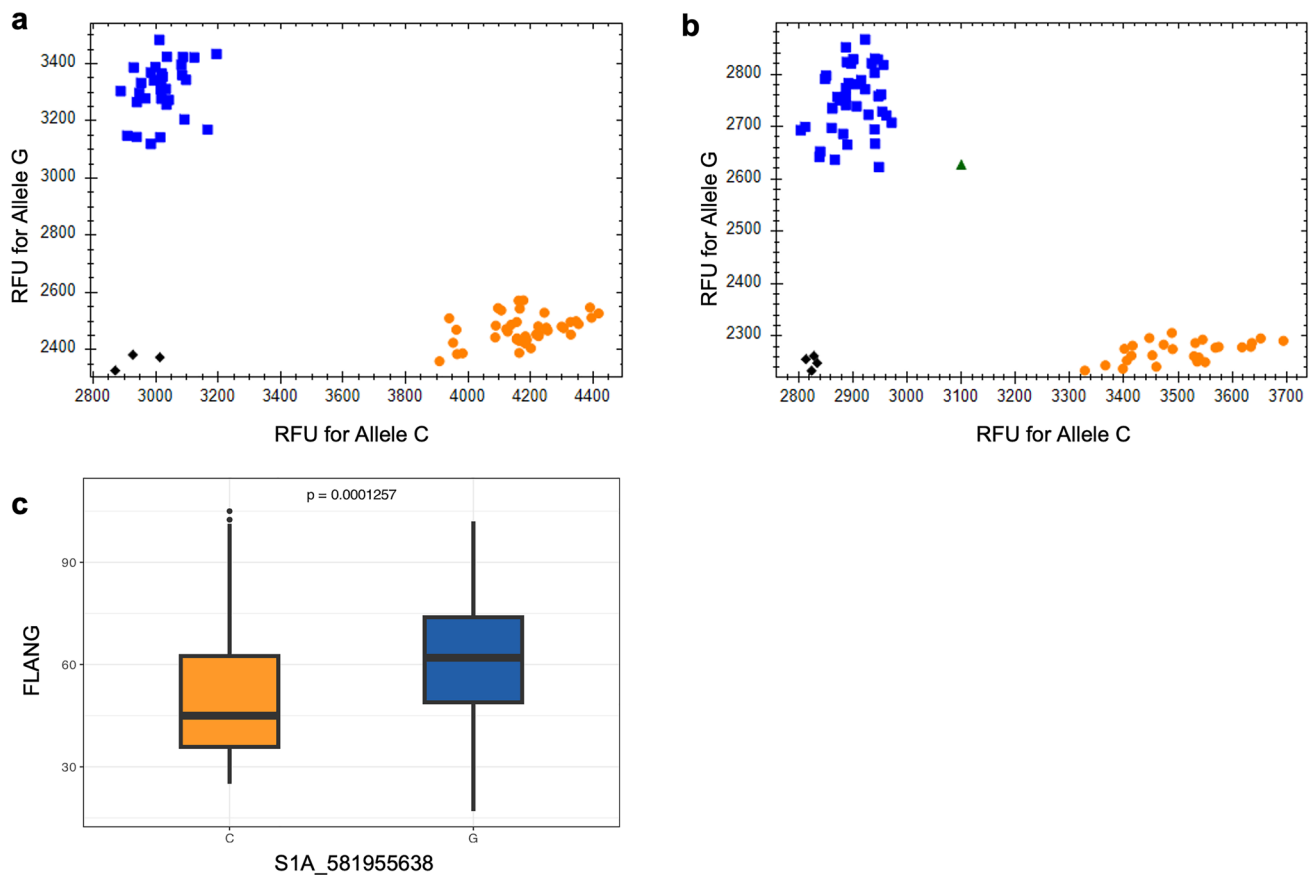 a
3400
3200
3000
2800
2600
2400
RFU for Allele G
2800 3000 3200 3400 3600 3800 4000 4200 4400
RFU for Allele C
b
2800
2700
2600
2500
2400
2300
RFU for Allele G
2800 2900 3000 3100 3200 3300 3400 3500 3600 3700
RFU for Allele C
c
p = 0.0001257
90
60
30
FLANG
C G
S1A_581955638